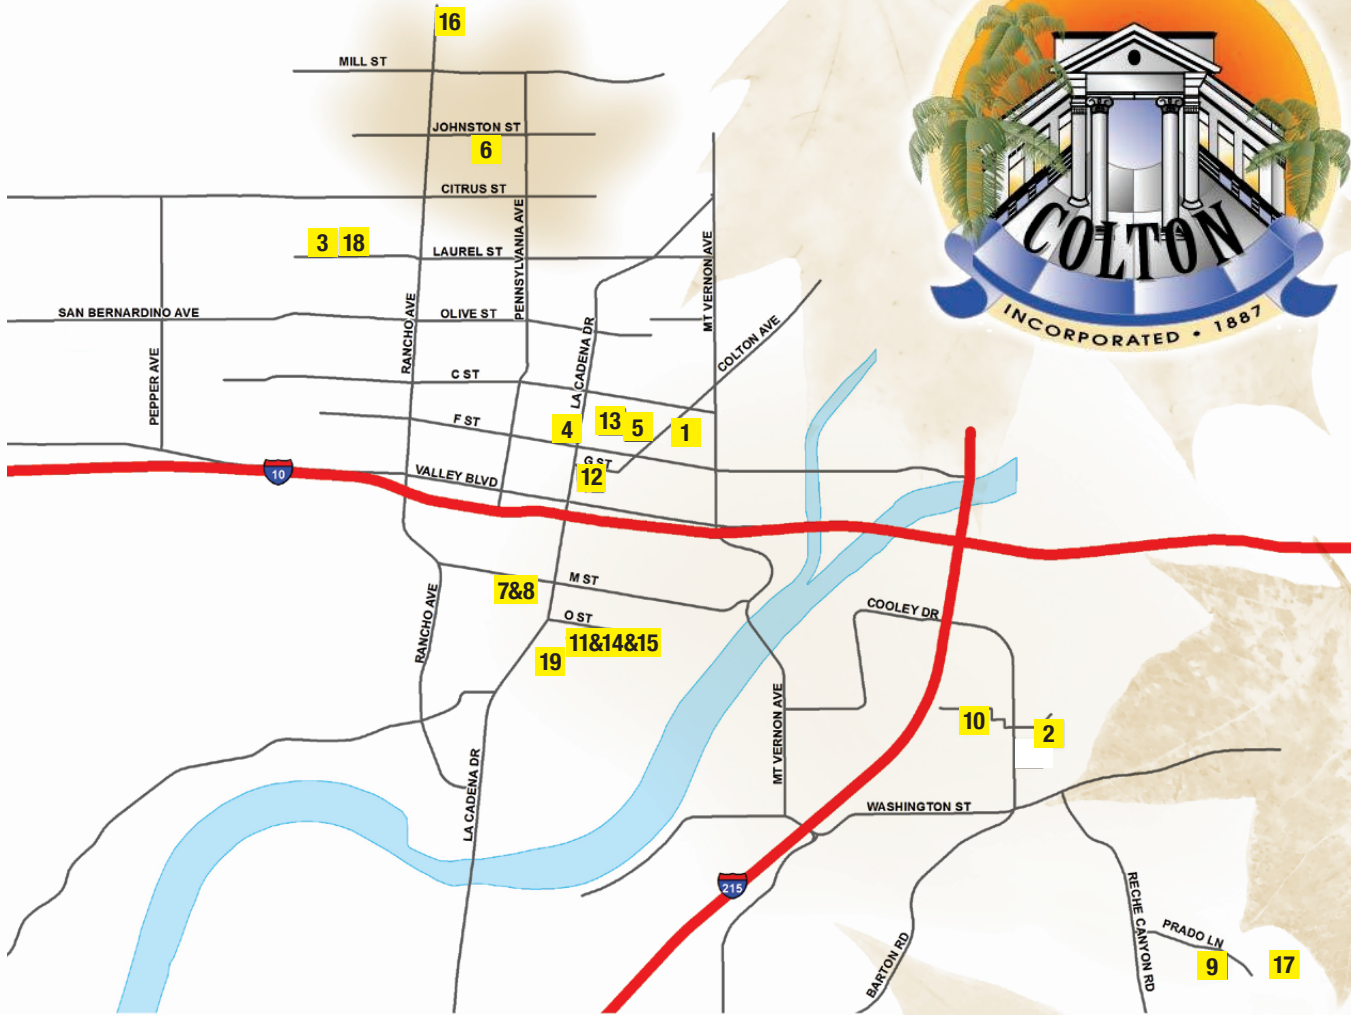 16
MILL ST
JOHNSTON ST
6
CITRUS ST
3
18
LAUREL ST
PENNSYLVANIA AVE
MT VERNON AVE
COLTON
INCORPORATED • 1887
SAN BERNARDINO AVE
OLIVE ST
RANCHO AVE
LA CADENA DR
COLTON AVE
PEPPER AVE
C ST
F ST
4
13
5
1
G ST
10
VALLEY BLVD
12
7&8
M ST
RANCHO AVE
O ST
11&14&15
19
COOLEY DR
MT VERNON AVE
10
2
LA CADENA DR
WASHINGTON ST
215
RECHE CANYON RD
BARTON RD
PRADO LN
9
17